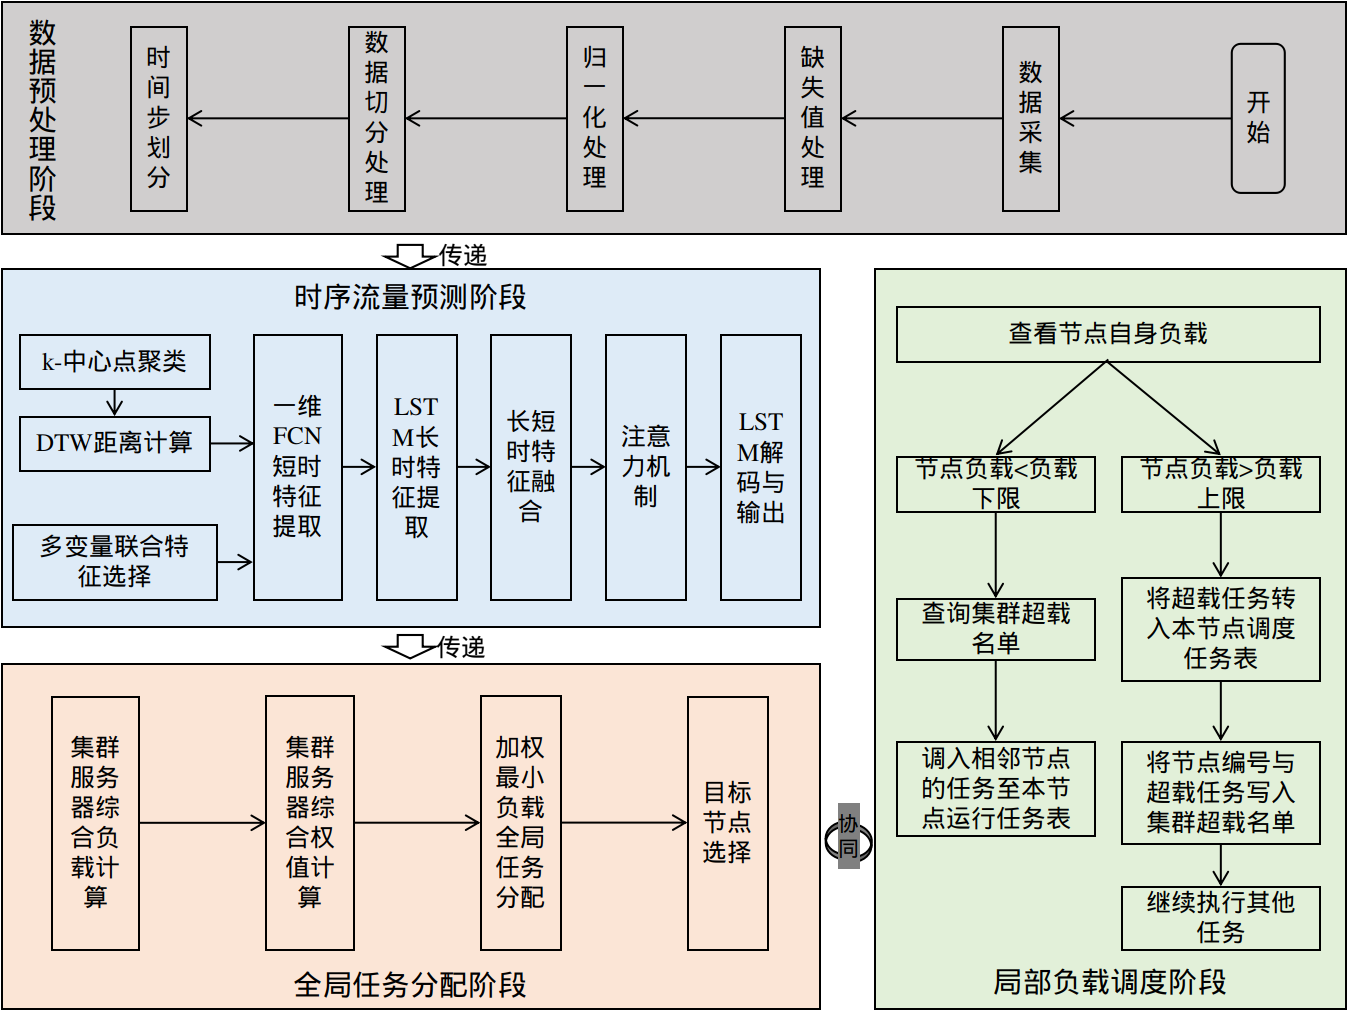 数据预处理阶段
时间步划分
数据切分处理
归一化处理
缺失值处理
数据采集
开始
传递
时序流量预测阶段
k-中心点聚类
DTW距离计算
多变量联合特
征选择
一维
FCN
短时
特征
提取
LST
M长
时特
征提
取
长短
时特
征融
合
注意
力机
制
LST
M解
码与
输出
传递
集群
服务
器综
合负
载计
算
集群
服务
器综
合权
值计
算
加权
最小
负载
全局
任务
分配
目标
节点
选择
全局任务分配阶段
协
同
查看节点自身负载
节点负载<负载
下限
查询集群超载
名单
调入相邻节点
的任务至本节
点运行任务表
节点负载>负载
上限
将超载任务转
入本节点调度
任务表
将节点编号与
超载任务写入
集群超载名单
继续执行其他
任务
局部负载调度阶段